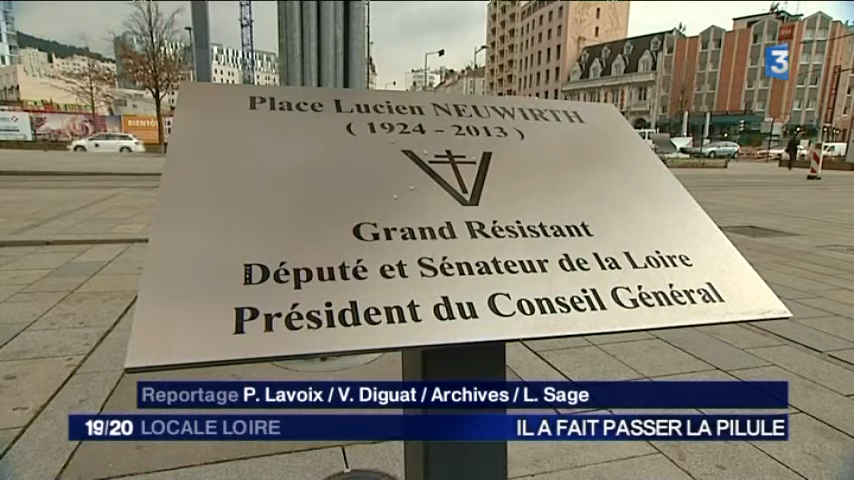 3
Place Lucien NEUWIRTH
( 1924 - 2013 )
Grand Résistant
Député et Sénateur de la Loire
Président du Conseil Général
BIENTÔ
Reportage P. Lavoix / V. Diguat / Archives / L. Sage
19/20 LOCALE LOIRE
IL A FAIT PASSER LA PILULE